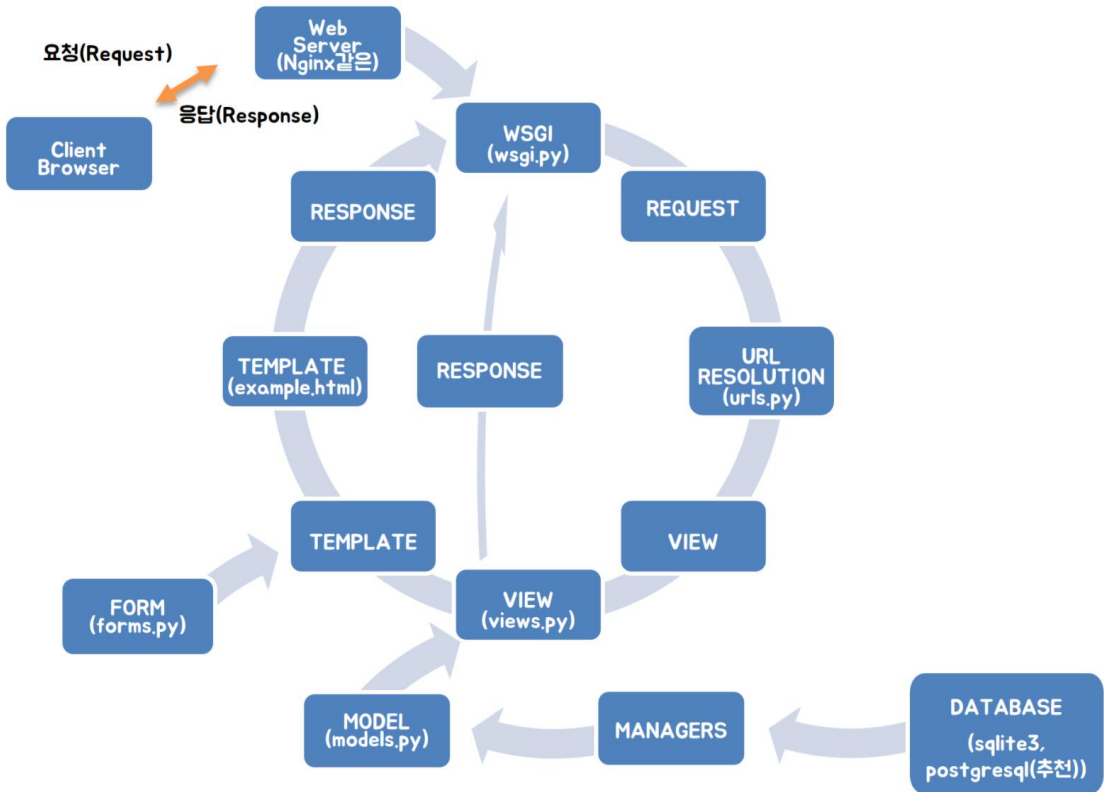 Web
Server
(Nginx같은)
요청(Request)
응답(Response)
Client
Browser
WSGI
(wsgi.py)
RESPONSE
REQUEST
TEMPLATE
(example.html)
RESPONSE
URL
RESOLUTION
(urls.py)
TEMPLATE
VIEW
FORM
(forms.py)
VIEW
(views.py)
MODEL
(models.py)
MANAGERS
DATABASE
(sqlite3,
postgresql(추천))